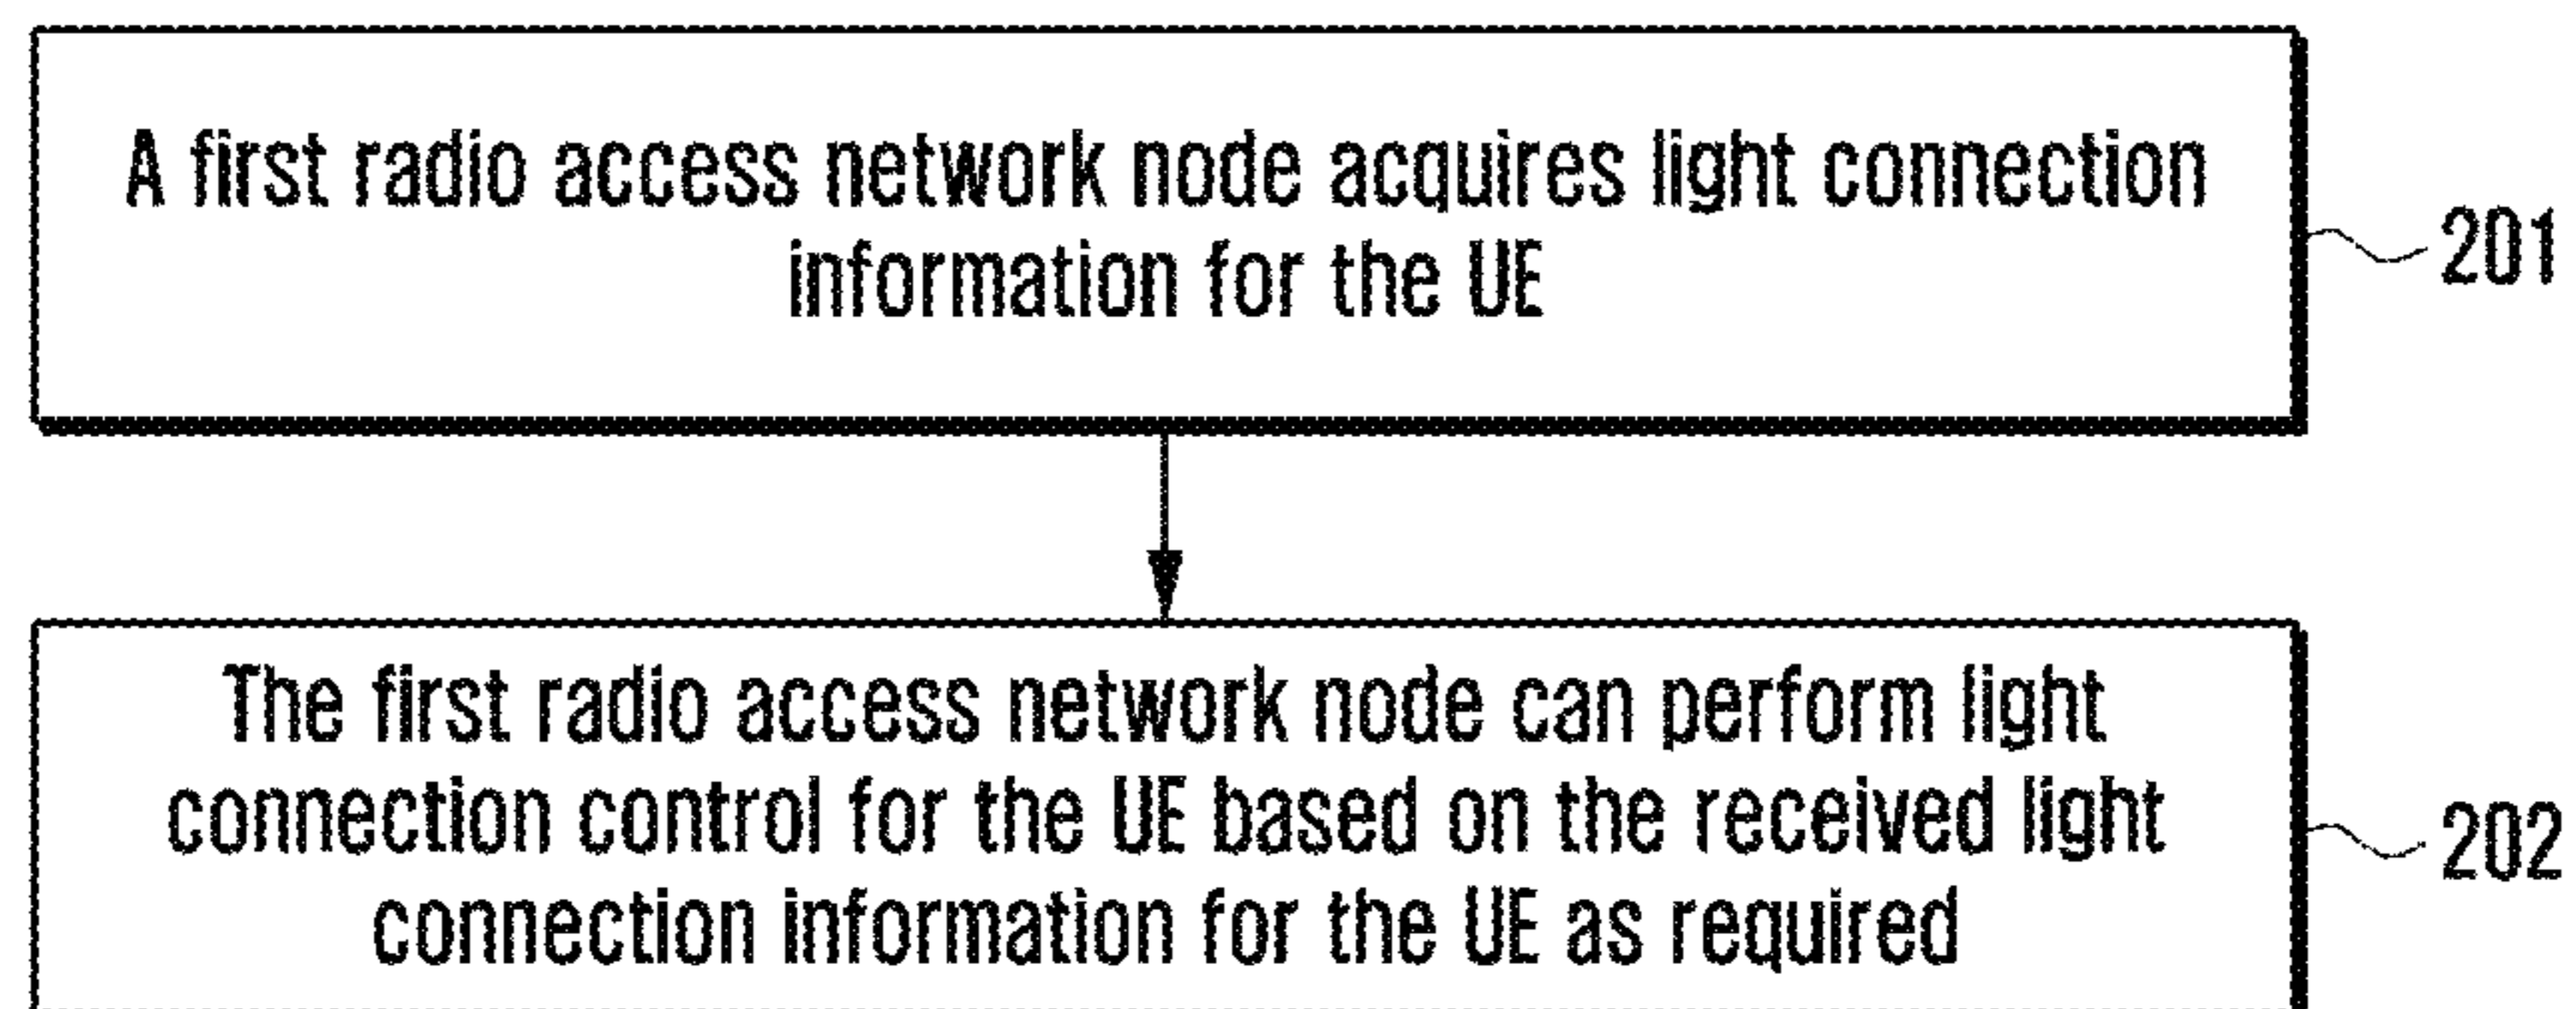 A first radio access network node acquires light connection
information for the UE
201
The first radio access network node can perform light
connection control for the UE based on the received light
connection information for the UE as required
202